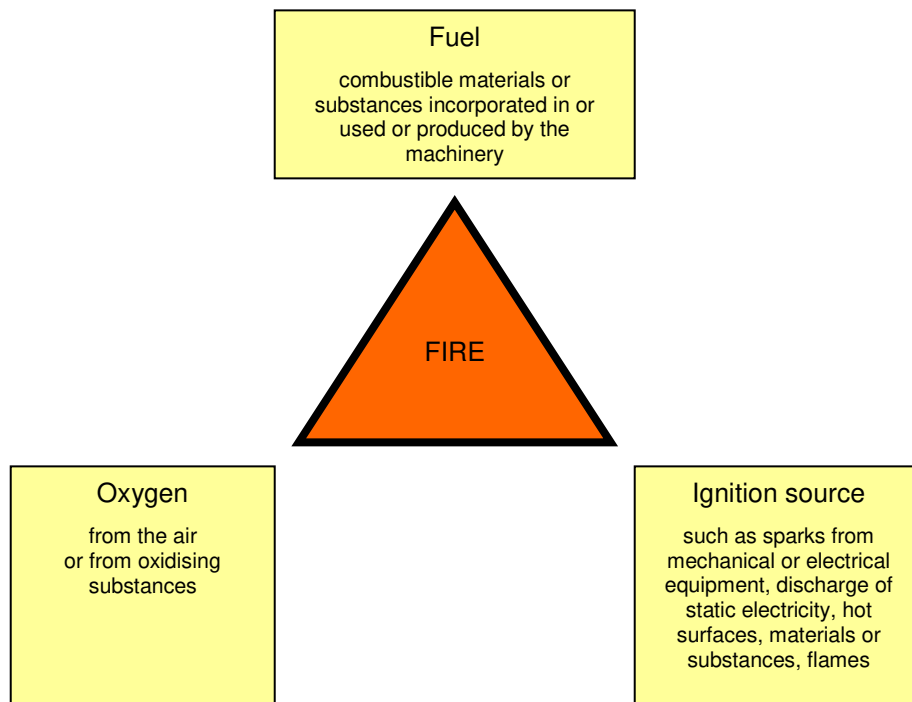 Fuel
combustible materials or
substances incorporated in or
used or produced by the
machinery
FIRE
Oxygen
from the air
or from oxidising
substances
Ignition source
such as sparks from
mechanical or electrical
equipment, discharge of
static electricity, hot
surfaces, materials or
substances, flames